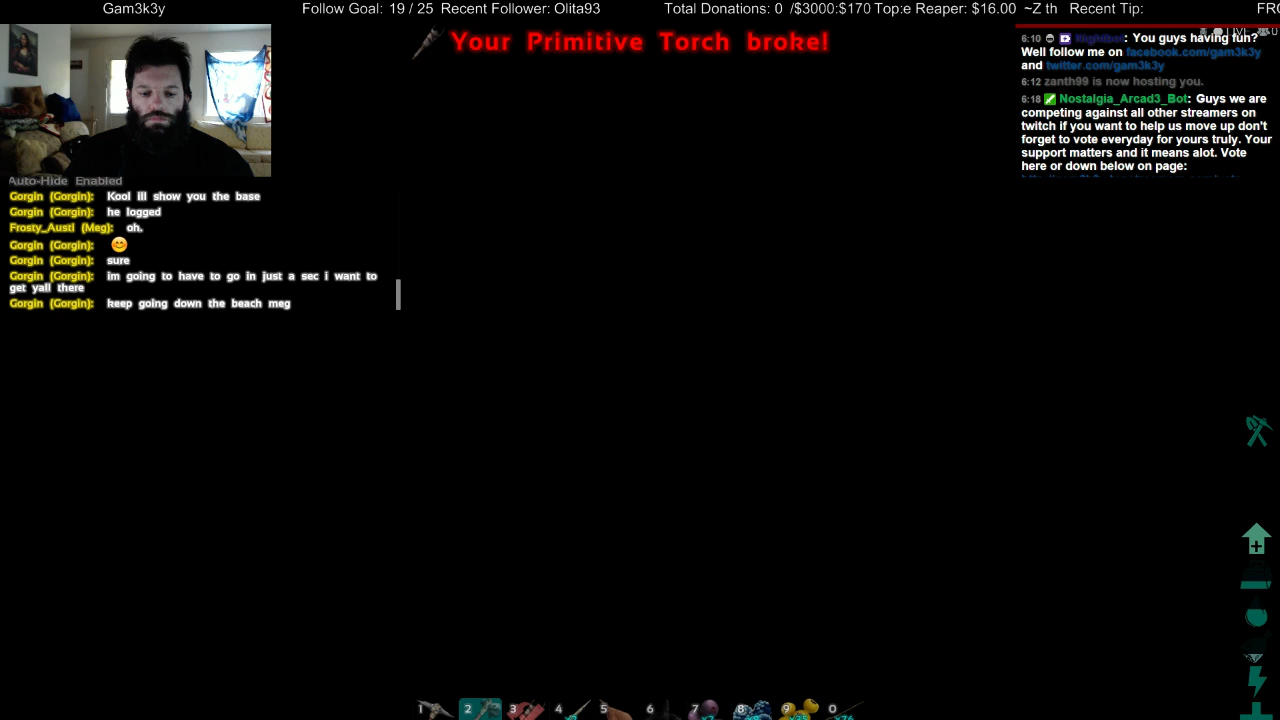 Gam3k3y
Follow Goal: 19 / 25 Recent Follower: Olita93
Total Donations: 0 /$3000:$170 Top:e Reaper: $16.00 ~Z th Recent Tip:
FRO
Your Primitive Torch broke!
6:10 Nightbot: You guys having fun?
Well follow me on facebook.com/gam3k3y
and twitter.com/gam3k3y
6:12 zanth99 is now hosting you.
6:18 Nostalgia_Arcad3_Bot: Guys we are
competing against all other streamers on
twitch if you want to help us move up don't
forget to vote everyday for yours truly. Your
support matters and it means alot. Vote
here or down below on page:
Auto-Hide Enabled
Gorgin (Gorgin): Kool ill show you the base
Gorgin (Gorgin): he logged
Frosty_Austl (Meg): oh.
Gorgin (Gorgin): 😊
Gorgin (Gorgin): sure
Gorgin (Gorgin): im going to have to go in just a sec i want to
get yall there
Gorgin (Gorgin): keep going down the beach meg
1 2 3 4 5 6 7 8 9 0